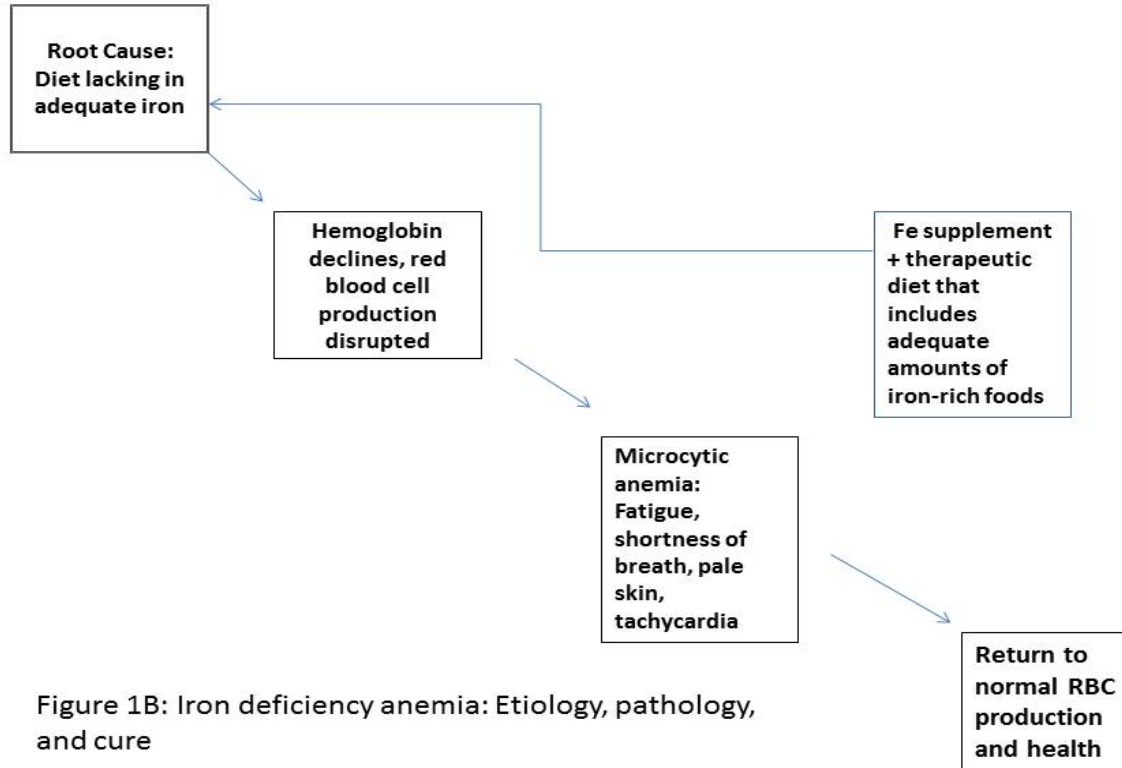 Root Cause:
Diet lacking in
adequate iron
Hemoglobin
declines, red
blood cell
production
disrupted
Fe supplement
+ therapeutic
diet that
includes
adequate
amounts of
iron-rich foods
Microcytic
anemia:
Fatigue,
shortness of
breath, pale
skin,
tachycardia
Return to
normal RBC
production
and health
Figure 1B: Iron deficiency anemia: Etiology, pathology,
and cure